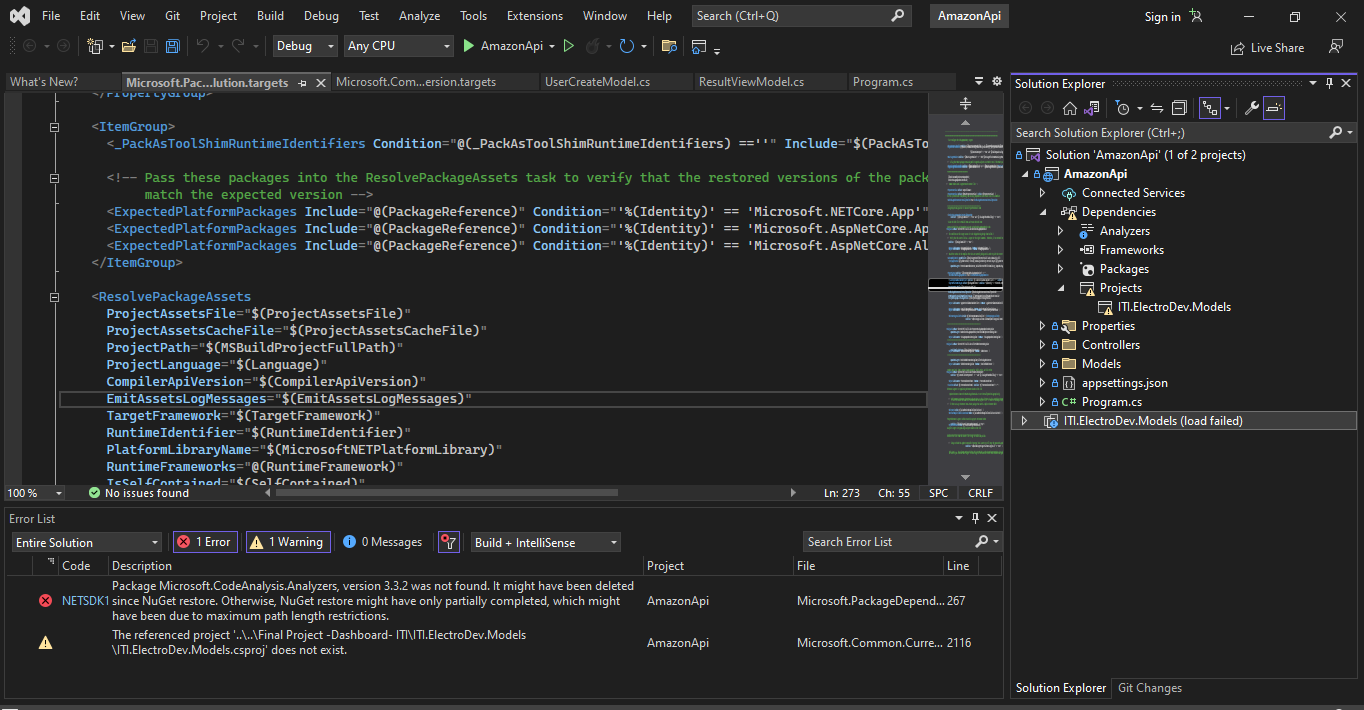 File Edit View Git Project Build Debug Test Analyze Tools Extensions Window Help Search (Ctrl+Q) AmazonApi Sign in
Debug Any CPU AmazonApi Live Share
What's New? Microsoft.Pac...lution.targets Microsoft.Com...ersion.targets UserCreateModel.cs ResultViewModel.cs Program.cs
</PropertyGroup>
<ItemGroup>
<_PackAsToolShimRuntimeIdentifiers Condition="@(_PackAsToolShimRuntimeIdentifiers) ==''" Include="$(PackAsTo
<!-- Pass these packages into the ResolvePackageAssets task to verify that the restored versions of the pack
match the expected version -->
<ExpectedPlatformPackages Include="@(PackageReference)" Condition="'%(Identity)' == 'Microsoft.NETCore.App'"
<ExpectedPlatformPackages Include="@(PackageReference)" Condition="'%(Identity)' == 'Microsoft.AspNetCore.Ap
<ExpectedPlatformPackages Include="@(PackageReference)" Condition="'%(Identity)' == 'Microsoft.AspNetCore.Al
</ItemGroup>
<ResolvePackageAssets
ProjectAssetsFile="$(ProjectAssetsFile)"
ProjectAssetsCacheFile="$(ProjectAssetsCacheFile)"
ProjectPath="$(MSBuildProjectFullPath)"
ProjectLanguage="$(Language)"
CompilerApiVersion="$(CompilerApiVersion)"
EmitAssetsLogMessages="$(EmitAssetsLogMessages)"
TargetFramework="$(TargetFramework)"
RuntimeIdentifier="$(RuntimeIdentifier)"
PlatformLibraryName="$(MicrosoftNETPlatformLibrary)"
RuntimeFrameworks="@(RuntimeFramework)"
IsSelfContained="$(SelfContained)"
100 % No issues found Ln: 273 Ch: 55 SPC CRLF
Error List
Entire Solution 1 Error 1 Warning 0 Messages Build + IntelliSense Search Error List
Code Description Project File Line
NETSDK1 Package Microsoft.CodeAnalysis.Analyzers, version 3.3.2 was not found. It might have been deleted
since NuGet restore. Otherwise, NuGet restore might have only partially completed, which might
have been due to maximum path length restrictions.
AmazonApi Microsoft.PackageDepend... 267
The referenced project '..\..\Final Project -Dashboard- ITI\ITI.ElectroDev.Models
\ITI.ElectroDev.Models.csproj' does not exist.
AmazonApi Microsoft.Common.Curre... 2116
Solution Explorer
Search Solution Explorer (Ctrl+;)
Solution 'AmazonApi' (1 of 2 projects)
AmazonApi
Connected Services
Dependencies
Analyzers
Frameworks
Packages
Projects
ITI.ElectroDev.Models
Properties
Controllers
Models
appsettings.json
C# Program.cs
ITI.ElectroDev.Models (load failed)
Solution Explorer Git Changes